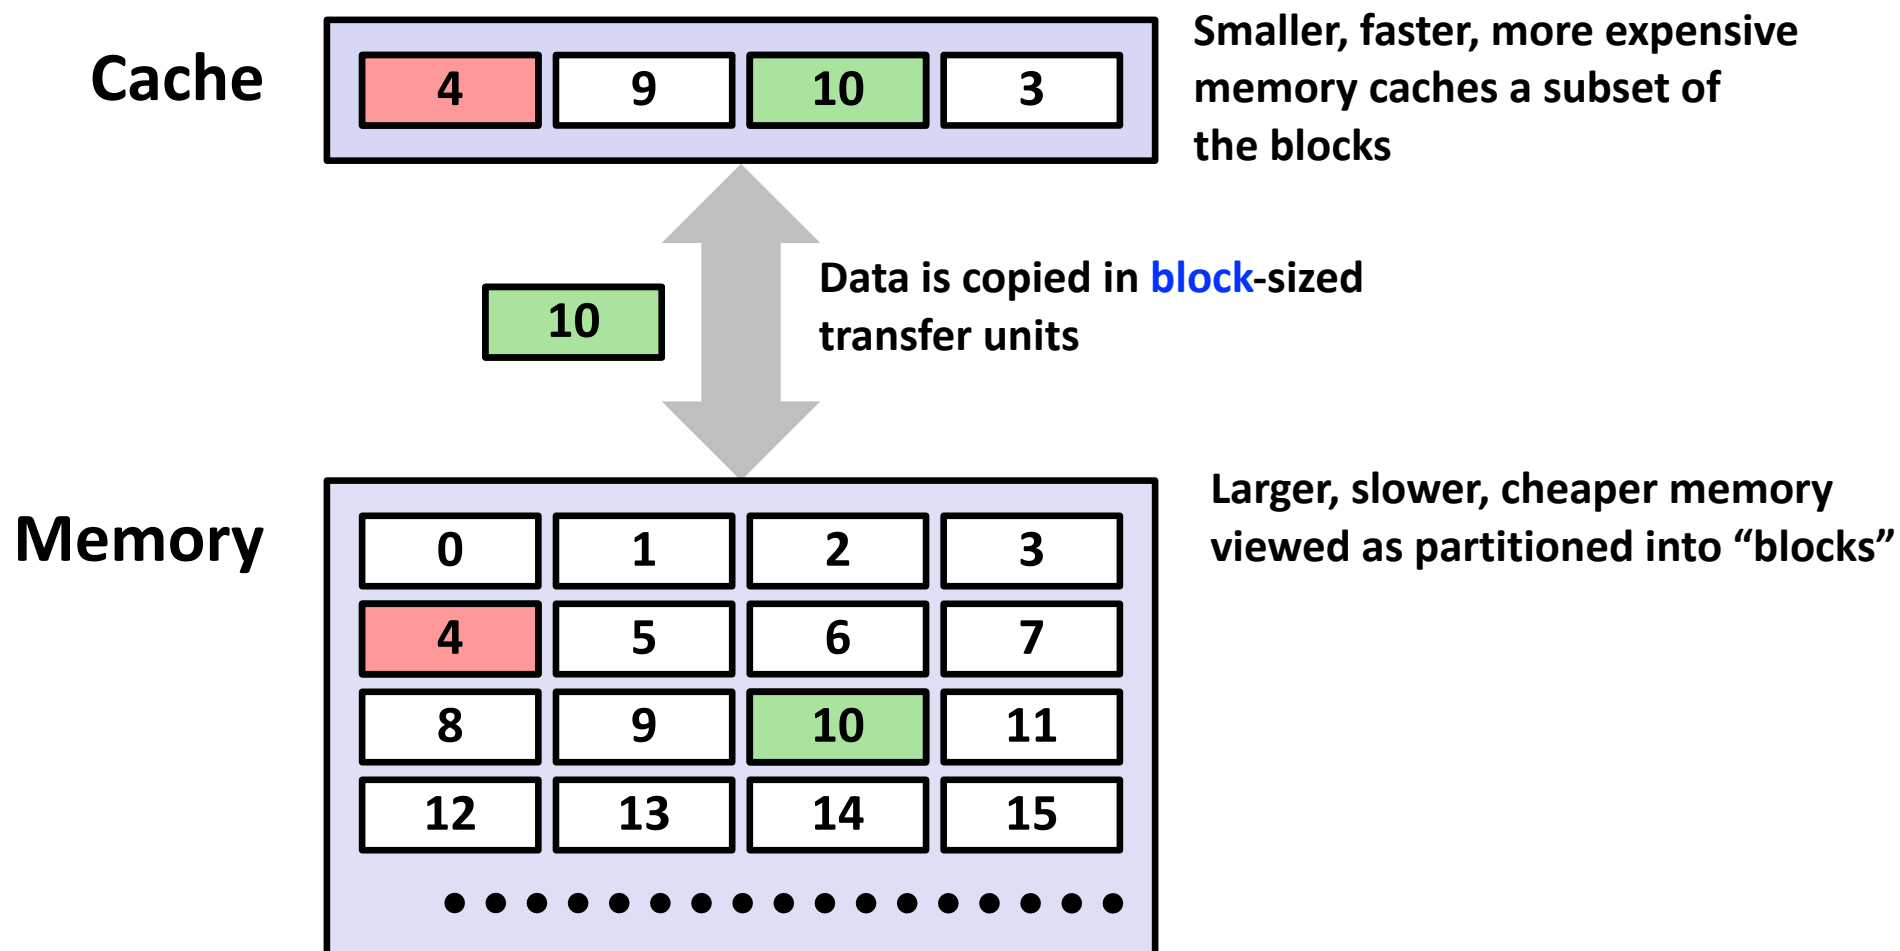 Cache
4 9 10 3
Smaller, faster, more expensive
memory caches a subset of
the blocks
10
Data is copied in block-sized
transfer units
Memory
0 1 2 3
4 5 6 7
8 9 10 11
12 13 14 15
Larger, slower, cheaper memory
viewed as partitioned into “blocks”